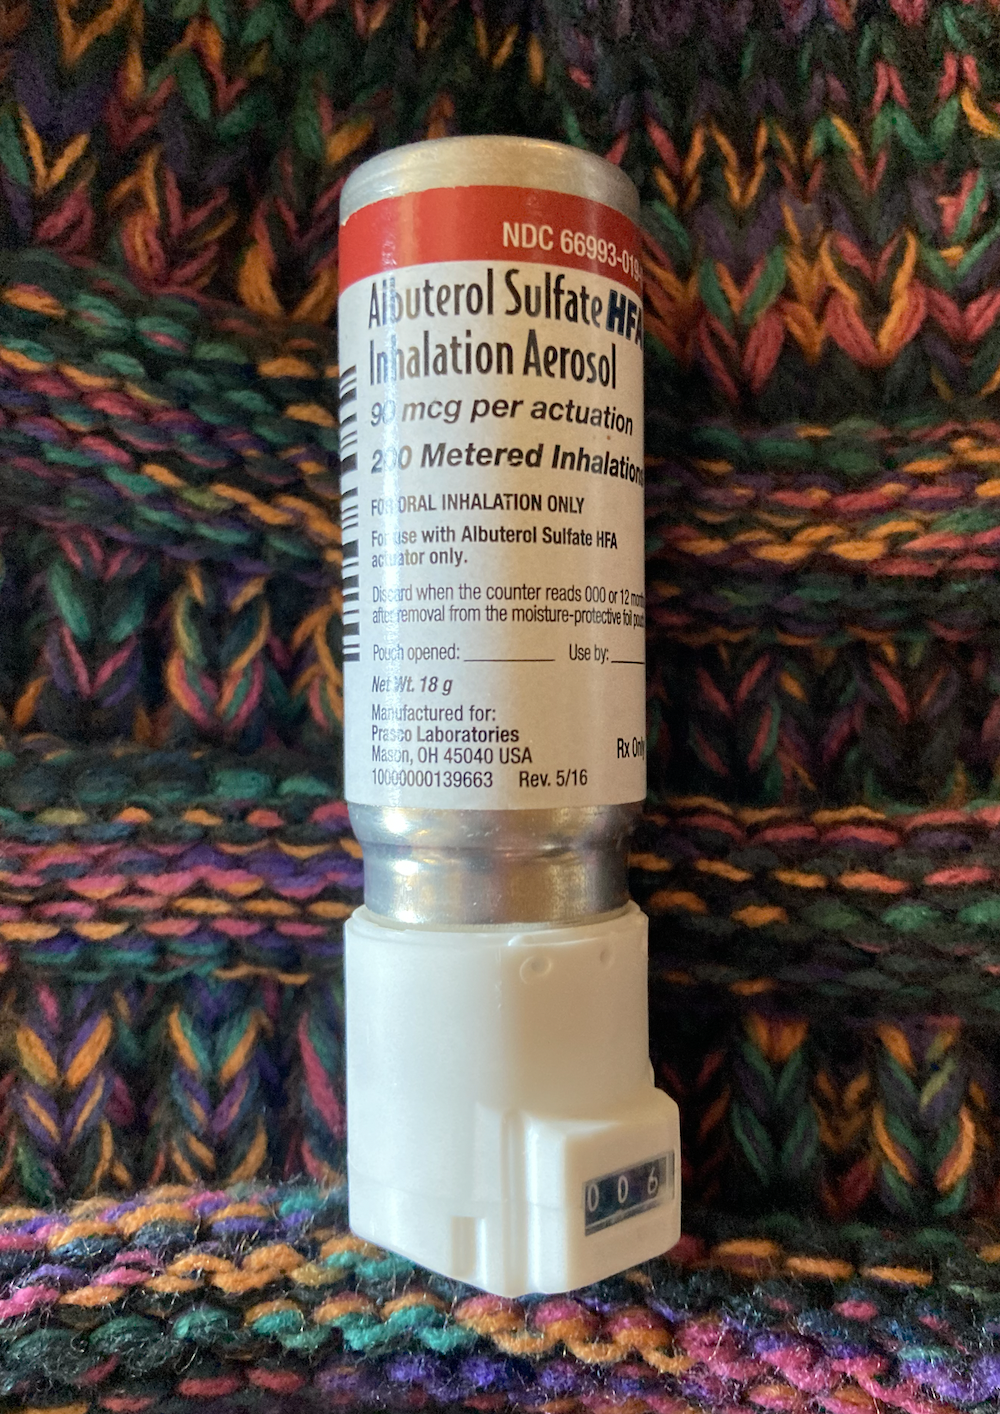 NDC 66993-019
Albuterol Sulfate HFA
Inhalation Aerosol
90 mcg per actuation
200 Metered Inhalations
FOR ORAL INHALATION ONLY
For use with Albuterol Sulfate HFA
actuator only.
Discard when the counter reads 000 or 12 months
after removal from the moisture-protective foil pouch
Pouch opened: Use by:
Net Wt. 18 g
Manufactured for:
Prasco Laboratories
Mason, OH 45040 USA
Rx Only
10000000139663 Rev. 5/16
006